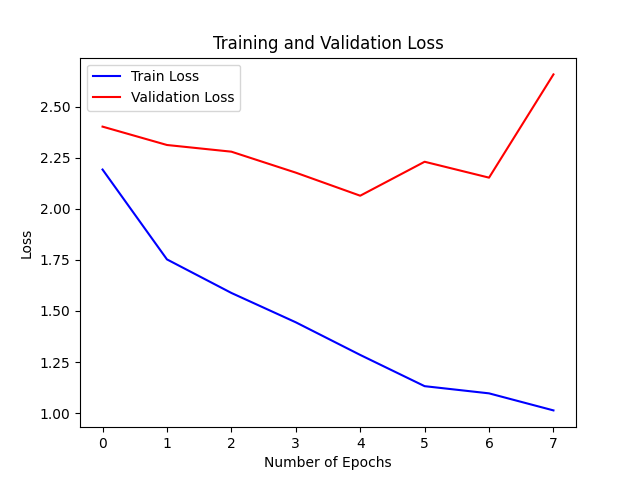 Training and Validation Loss
Train Loss
Validation Loss
2.50
2.25
2.00
1.75
1.50
1.25
1.00
Loss
0 1 2 3 4 5 6 7
Number of Epochs